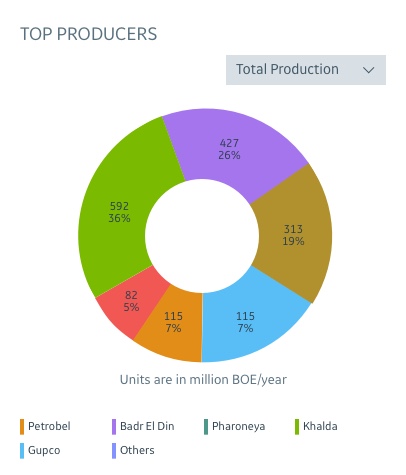 TOP PRODUCERS
Total Production
427
26%
592
36%
313
19%
82
5%
115
7%
115
7%
Units are in million BOE/year
Petrobel Badr El Din Pharoneya Khalda
Gupco Others